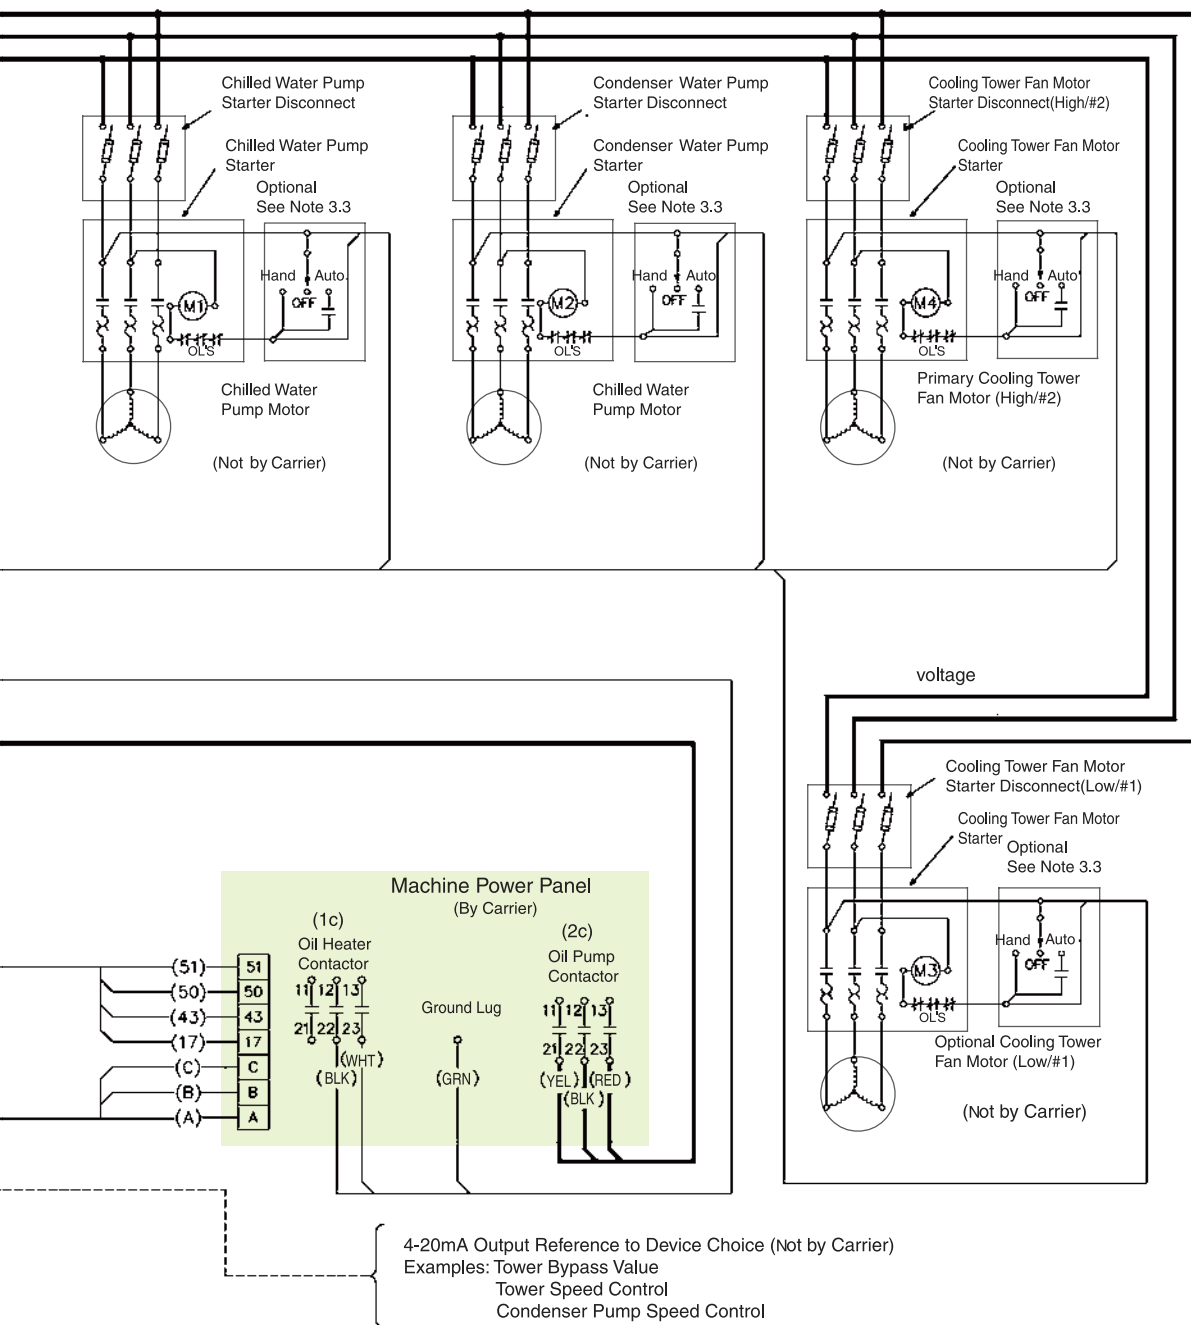 Chilled Water Pump
Starter Disconnect
Chilled Water Pump
Starter
Optional
See Note 3.3
Hand
Auto
OFF
M1
OL'S
Chilled Water
Pump Motor
(Not by Carrier)
Condenser Water Pump
Starter Disconnect
Condenser Water Pump
Starter
Optional
See Note 3.3
Hand
Auto
OFF
M2
OL'S
Chilled Water
Pump Motor
(Not by Carrier)
Cooling Tower Fan Motor
Starter Disconnect(High/#2)
Cooling Tower Fan Motor
Starter
Optional
See Note 3.3
Hand
Auto
OFF
M4
OL'S
Primary Cooling Tower
Fan Motor (High/#2)
(Not by Carrier)
voltage
Cooling Tower Fan Motor
Starter Disconnect(Low/#1)
Cooling Tower Fan Motor
Starter
Optional
See Note 3.3
Hand
Auto
OFF
M3
OL'S
Optional Cooling Tower
Fan Motor (Low/#1)
(Not by Carrier)
Machine Power Panel
(By Carrier)
(1c)
Oil Heater
Contactor
11 12 13
21 22 23
(WHT)
(BLK)
Ground Lug
(GRN)
(2c)
Oil Pump
Contactor
11 12 13
21 22 23
(YEL) (RED)
(BLK)
(51) 51
(50) 50
(43) 43
(17) 17
(C) C
(B) B
(A) A
4-20mA Output Reference to Device Choice (Not by Carrier)
Examples: Tower Bypass Value
Tower Speed Control
Condenser Pump Speed Control